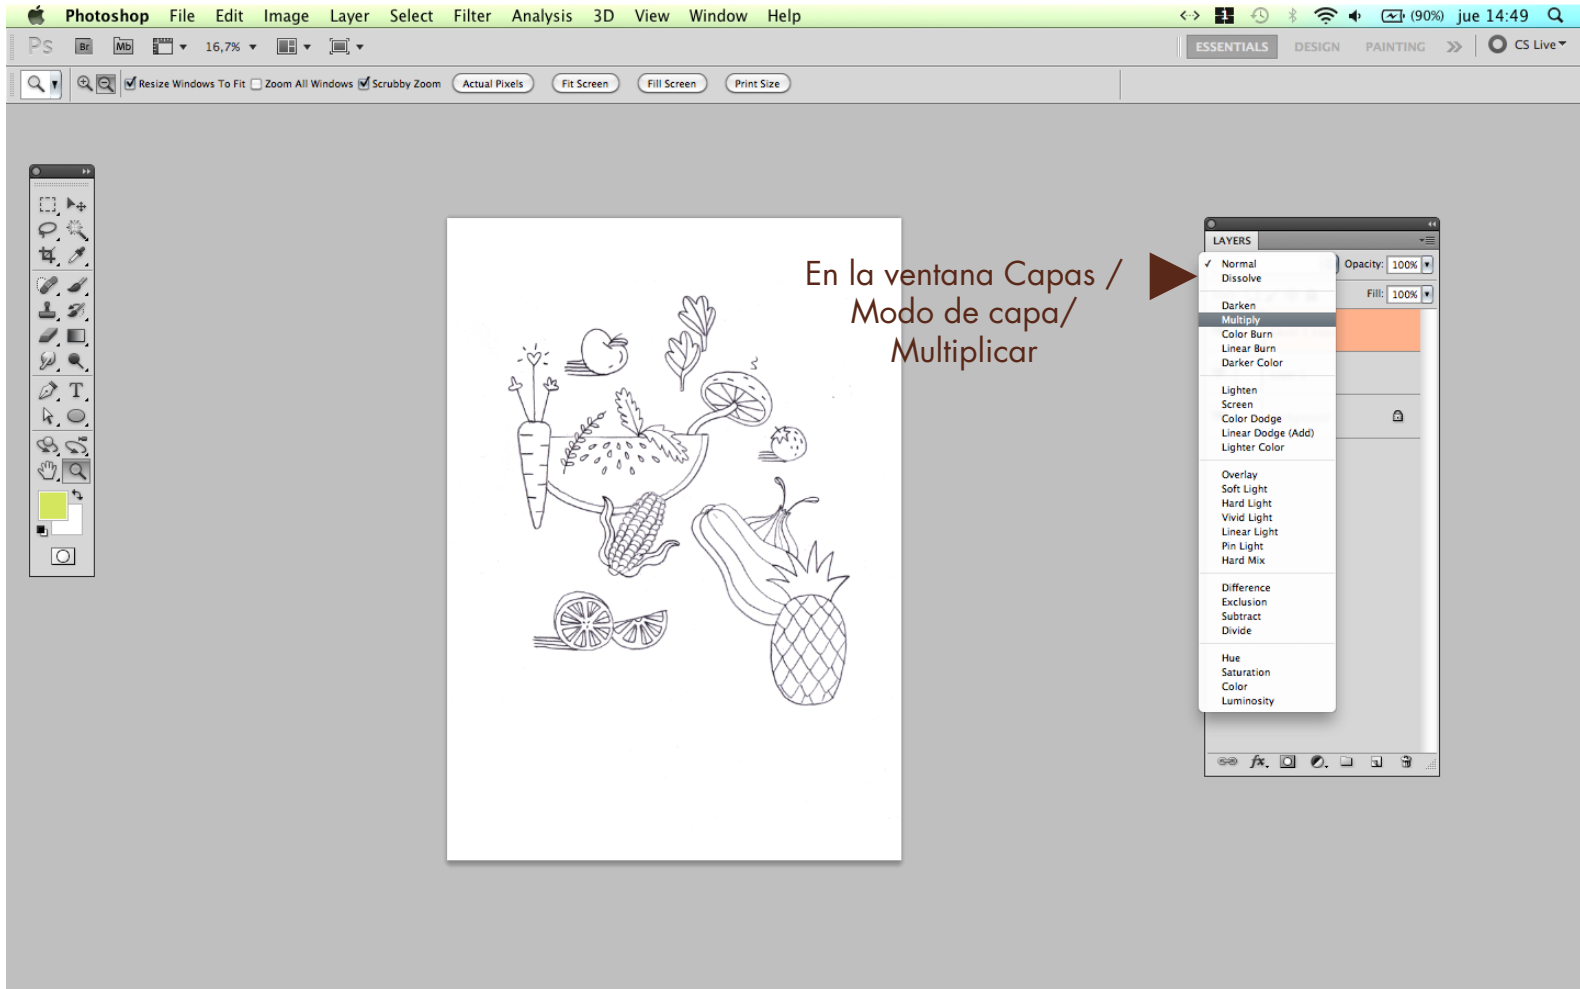 Photoshop File Edit Image Layer Select Filter Analysis 3D View Window Help (90%) jue 14:49
Ps Br Mb 16,7% ESSENTIALS DESIGN PAINTING CS Live
Resize Windows To Fit Zoom All Windows Scrubby Zoom Actual Pixels Fit Screen Fill Screen Print Size
LAYERS
Normal Opacity: 100%
Dissolve
Fill: 100%
Darken
Multiply
Color Burn
Linear Burn
Darker Color
Lighten
Screen
Color Dodge
Linear Dodge (Add)
Lighter Color
Overlay
Soft Light
Hard Light
Vivid Light
Linear Light
Pin Light
Hard Mix
Difference
Exclusion
Subtract
Divide
Hue
Saturation
Color
Luminosity
fx
T
En la ventana Capas /
Modo de capa/
Multiplicar